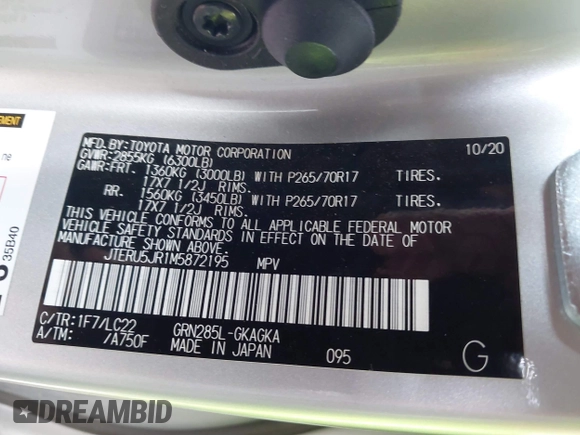 MFD.BY:TOYOTA MOTOR CORPORATION 10/20
GVWR:2855KG (6300LB)
GAWR:FRT. 1360KG (3000LB) WITH P265/70R17 TIRES.
17X7 1/2J RIMS.
RR. 1560KG (3450LB) WITH P265/70R17 TIRES.
17X7 1/2J RIMS.
THIS VEHICLE CONFORMS TO ALL APPLICABLE FEDERAL MOTOR
VEHICLE SAFETY STANDARDS IN EFFECT ON THE DATE OF
MANUFACTURE SHOWN ABOVE.
JTERU5JR1M5872195 MPV
C/TR:1F7/LC22 GRN285L-GKAGKA
A/TM: /A750F MADE IN JAPAN 095 G
35B40
DREAMBID